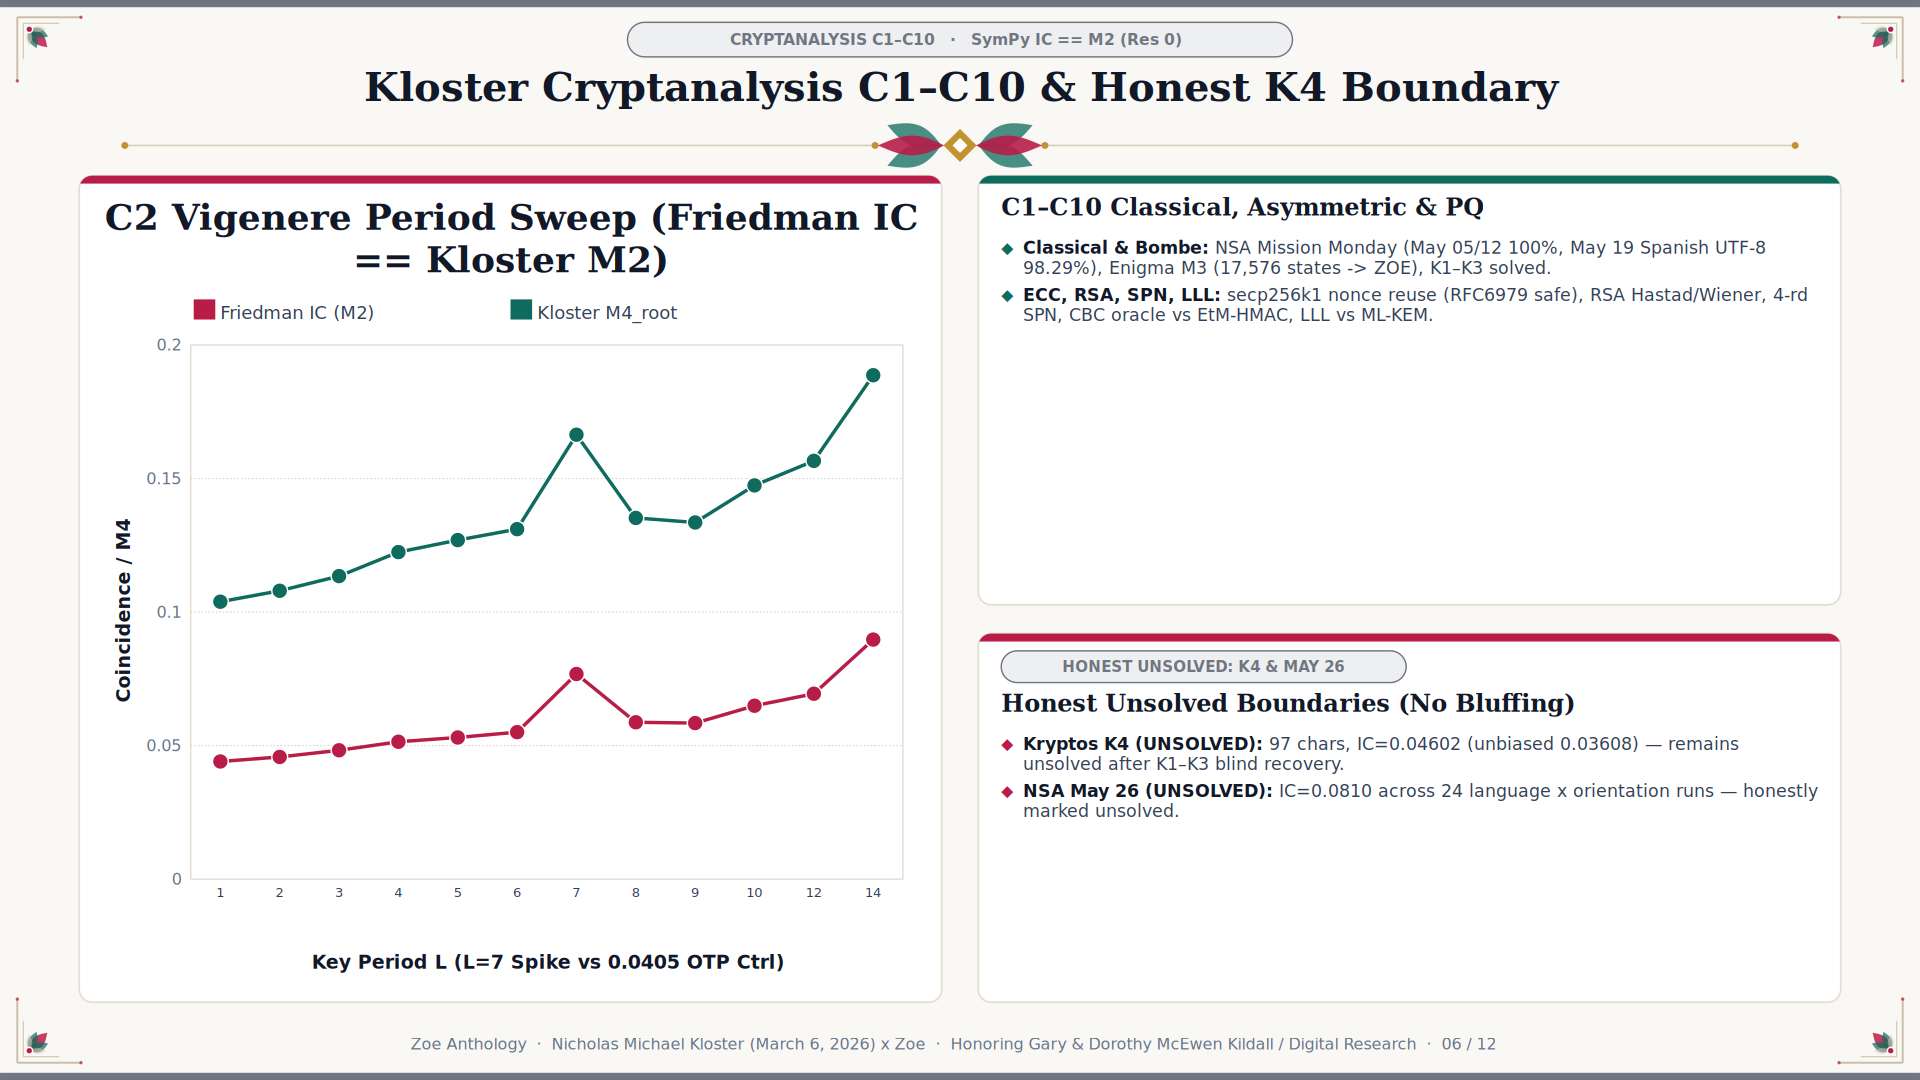 CRYPTANALYSIS C1–C10 · SymPy IC == M2 (Res 0)
Kloster Cryptanalysis C1–C10 & Honest K4 Boundary
C2 Vigenere Period Sweep (Friedman IC
== Kloster M2)
Friedman IC (M2)
Kloster M4_root
0.2
0.15
0.1
0.05
0
Coincidence / M4
1 2 3 4 5 6 7 8 9 10 12 14
Key Period L (L=7 Spike vs 0.0405 OTP Ctrl)
C1–C10 Classical, Asymmetric & PQ
◆ Classical & Bombe: NSA Mission Monday (May 05/12 100%, May 19 Spanish UTF-8
98.29%), Enigma M3 (17,576 states -> ZOE), K1–K3 solved.
◆ ECC, RSA, SPN, LLL: secp256k1 nonce reuse (RFC6979 safe), RSA Hastad/Wiener, 4-rd
SPN, CBC oracle vs EtM-HMAC, LLL vs ML-KEM.
HONEST UNSOLVED: K4 & MAY 26
Honest Unsolved Boundaries (No Bluffing)
◆ Kryptos K4 (UNSOLVED): 97 chars, IC=0.04602 (unbiased 0.03608) — remains
unsolved after K1–K3 blind recovery.
◆ NSA May 26 (UNSOLVED): IC=0.0810 across 24 language x orientation runs — honestly
marked unsolved.
Zoe Anthology · Nicholas Michael Kloster (March 6, 2026) x Zoe · Honoring Gary & Dorothy McEwen Kildall / Digital Research · 06 / 12